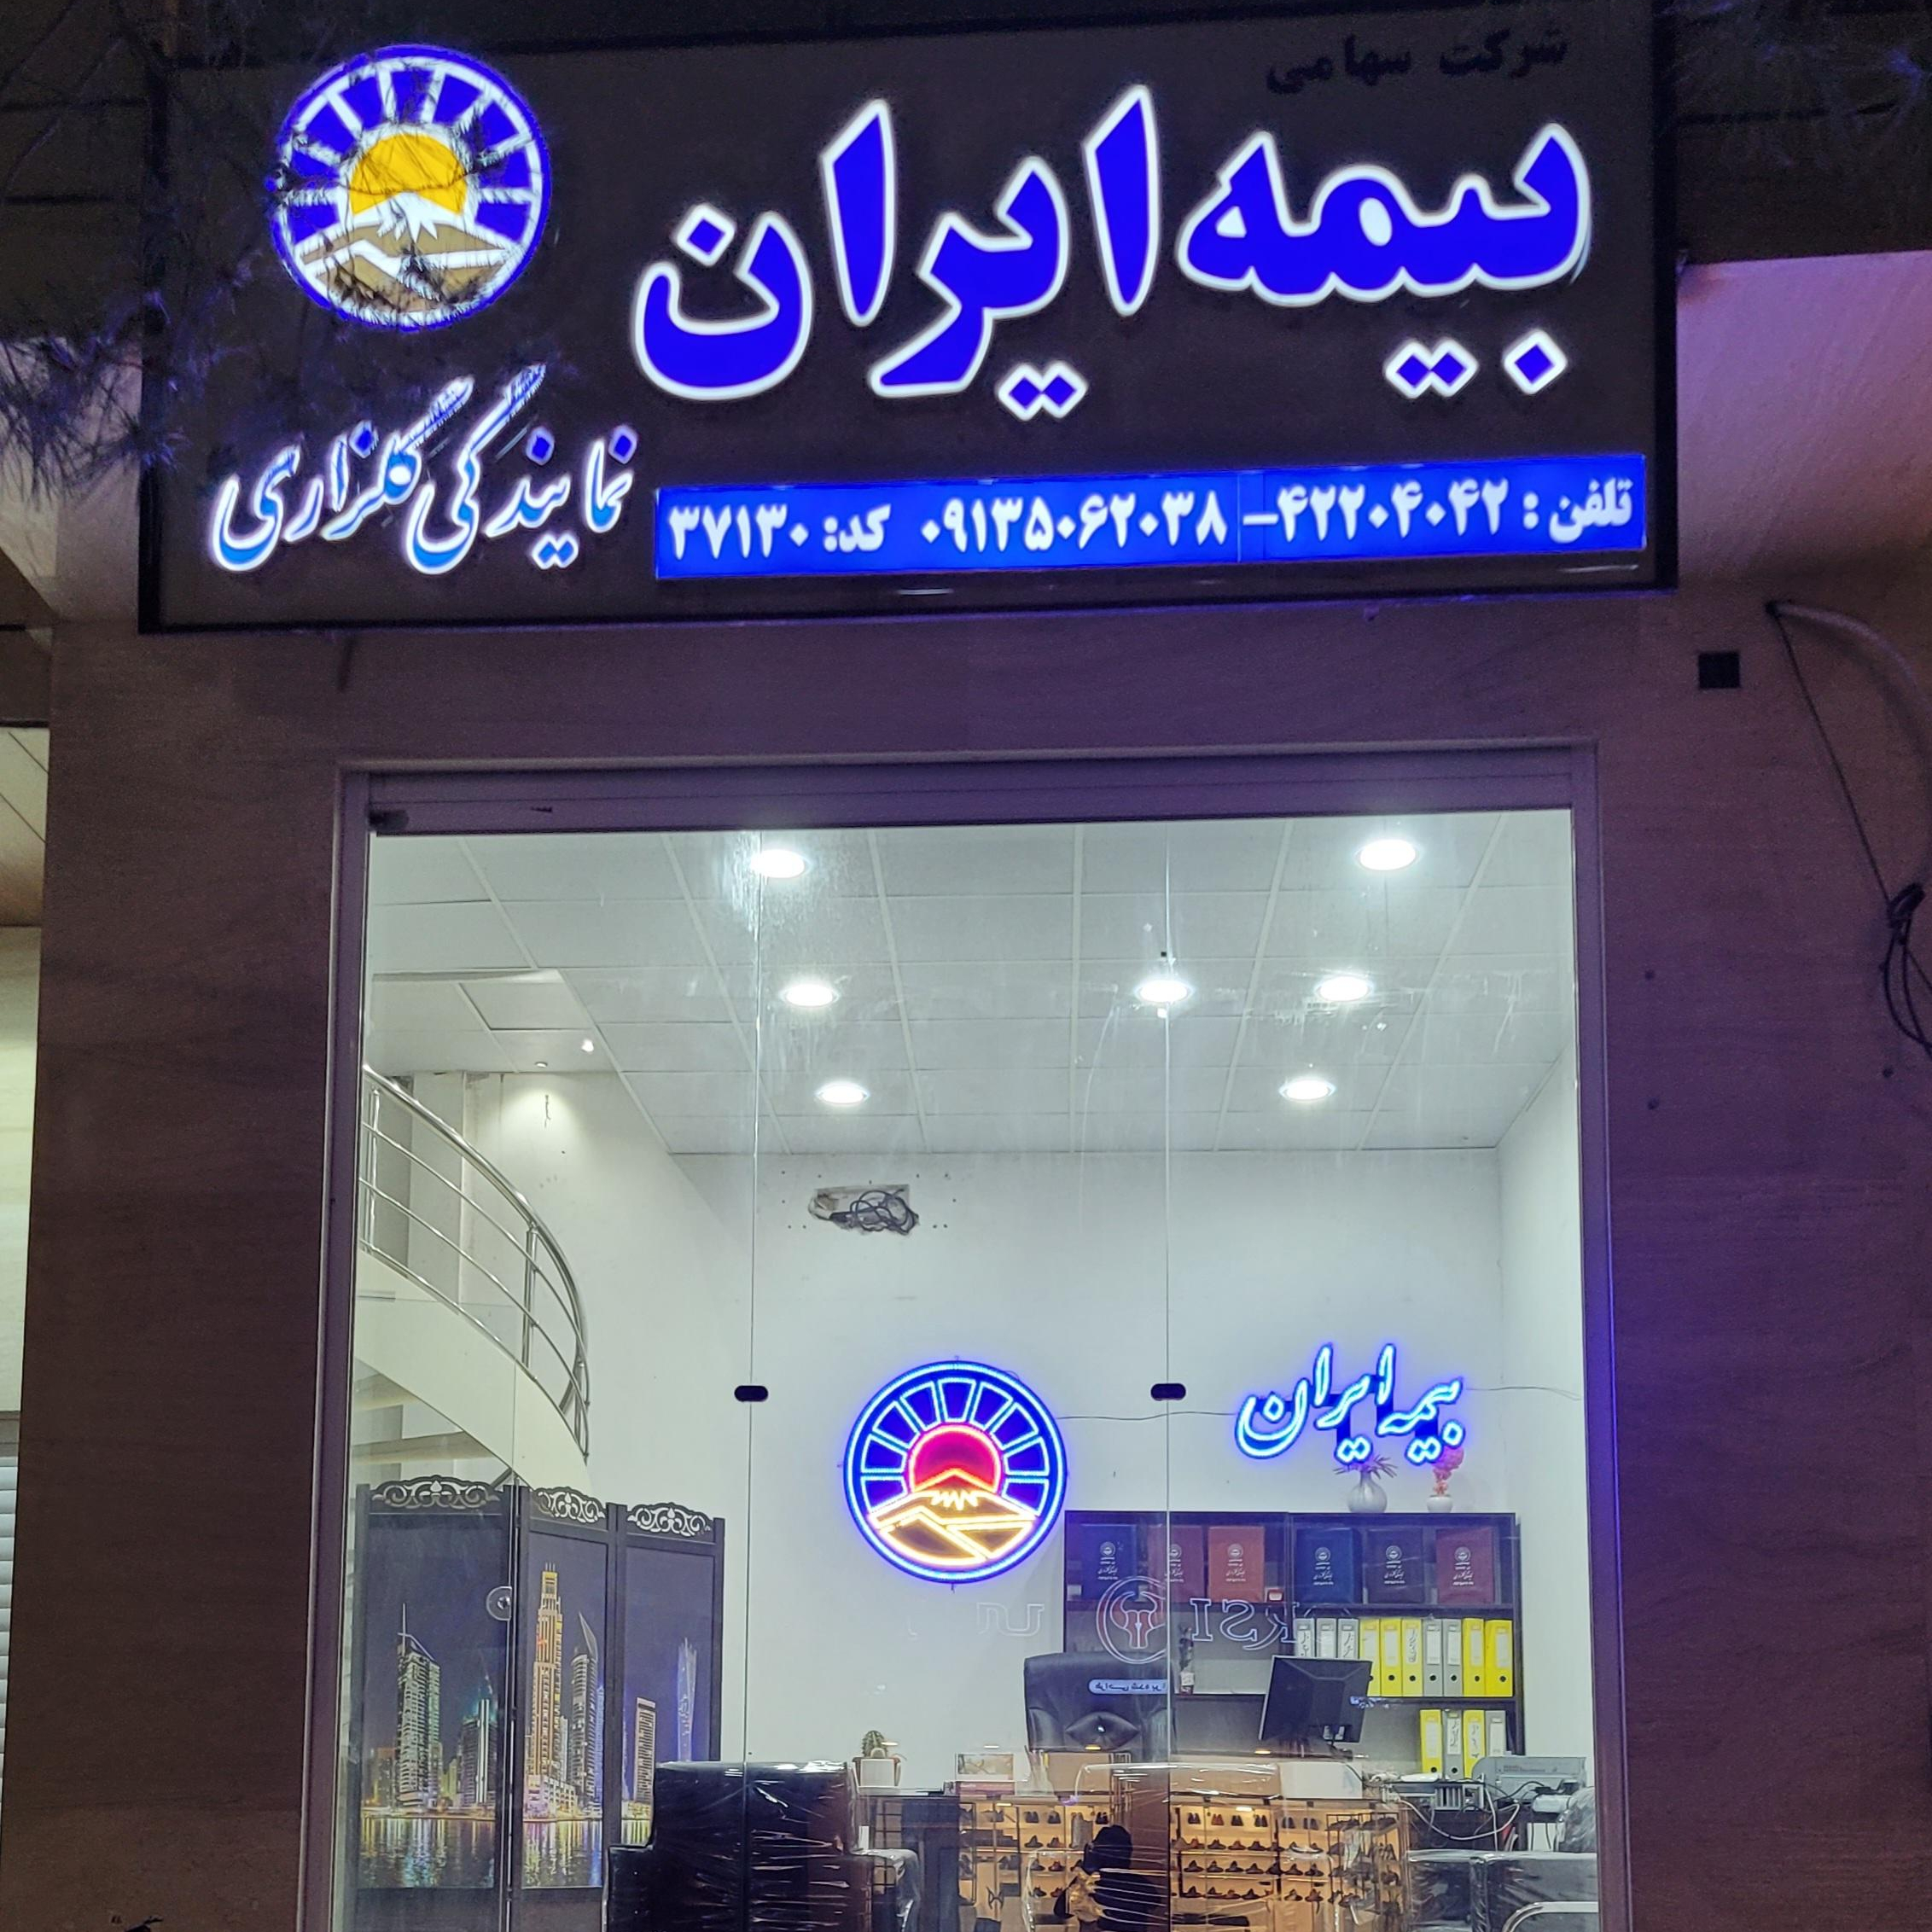 شرکت سهامی
بیمه ایران
نمایندگی گلزاری
تلفن : ۴۲۲۰۴۰۴۲ – ۰۹۱۳۵۰۶۲۰۳۸ کد: ۳۷۱۳۰
بیمه ایران